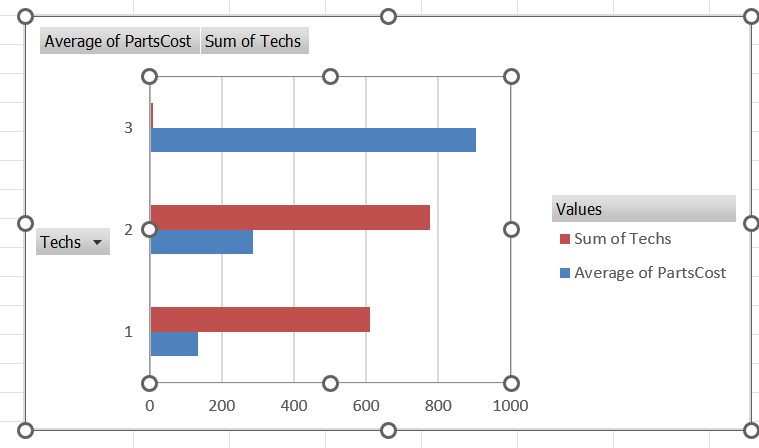 Average of PartsCost Sum of Techs
3
2
1
Techs
0 200 400 600 800 1000
Values
Sum of Techs
Average of PartsCost